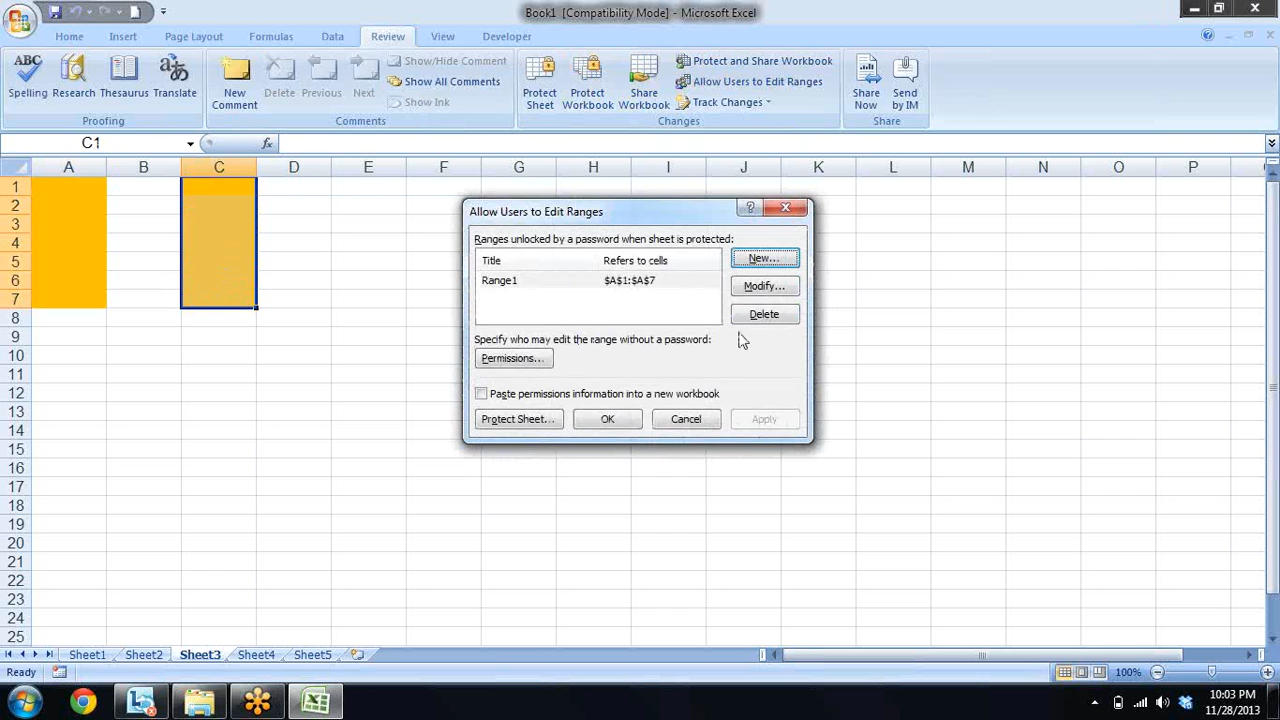 Book1 [Compatibility Mode] - Microsoft Excel
Home Insert Page Layout Formulas Data Review View Developer
ABC
Spelling
Research
Thesaurus
Translate
Proofing
New
Comment
Delete
Previous
Next
Show/Hide Comment
Show All Comments
Show Ink
Comments
Protect
Sheet
Protect
Workbook
Share
Workbook
Protect and Share Workbook
Allow Users to Edit Ranges
Track Changes
Changes
Share
Now
Send
by IM
Share
C1 fx
A B C D E F G H I J K L M N O P
1
2
3
4
5
6
7
8
9
10
11
12
13
14
15
16
17
18
19
20
21
22
23
24
25
Allow Users to Edit Ranges
?
Ranges unlocked by a password when sheet is protected:
Title Refers to cells
Range1 $A$1:$A$7
New...
Modify...
Delete
Specify who may edit the range without a password:
Permissions...
Paste permissions information into a new workbook
Protect Sheet... OK Cancel Apply
Sheet1 Sheet2 Sheet3 Sheet4 Sheet5
Ready 100%
10:03 PM
11/28/2013